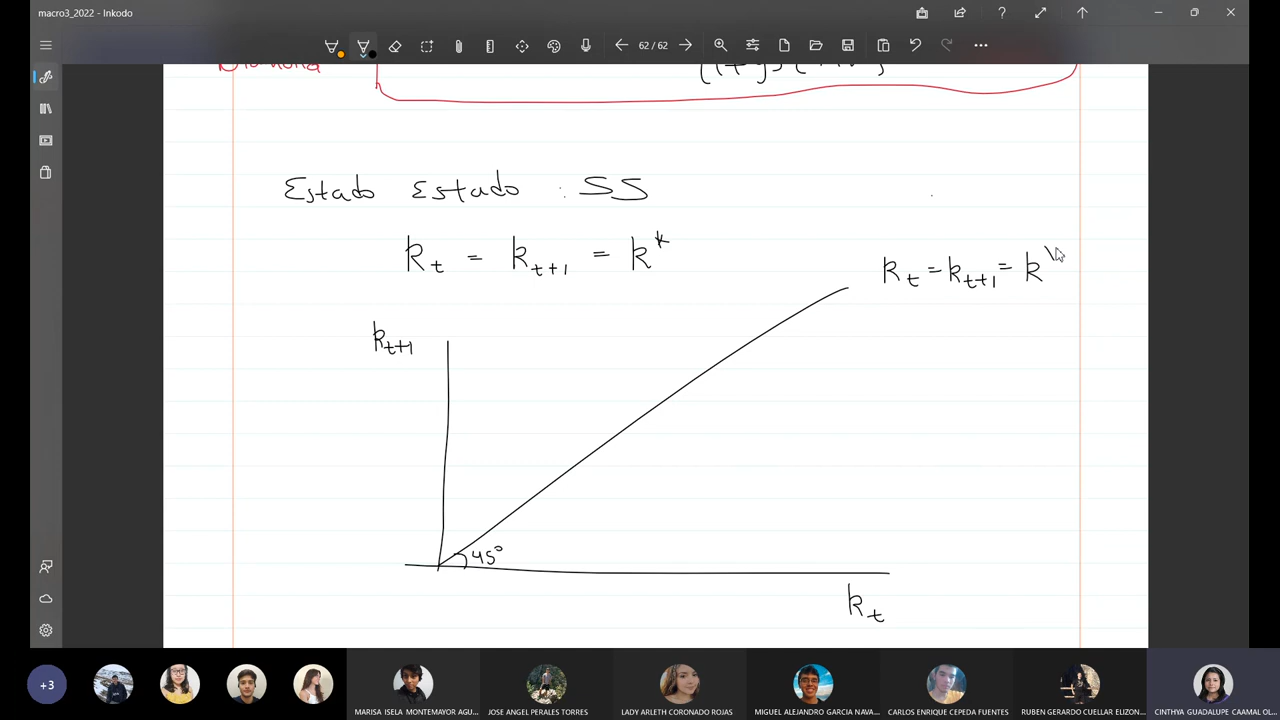 macro3_2022 - Inkodo
62 / 62
Estado Estado : SS
k_t = k_{t+1} = k^*
k_t = k_{t+1} = k
k_{t+1}
45°
k_t
+3
MARISA ISELA MONTEMAYOR AGU...
JOSE ANGEL PERALES TORRES
LADY ARLETH CORONADO ROJAS
MIGUEL ALEJANDRO GARCIA NAVA...
CARLOS ENRIQUE CEPEDA FUENTES
RUBEN GERARDO CUELLAR ELIZON...
CINTHYA GUADALUPE CAAMAL OL...